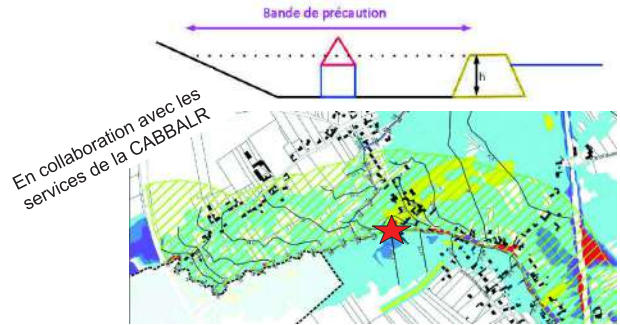 Bande de précaution
h
En collaboration avec les
services de la CABBALR